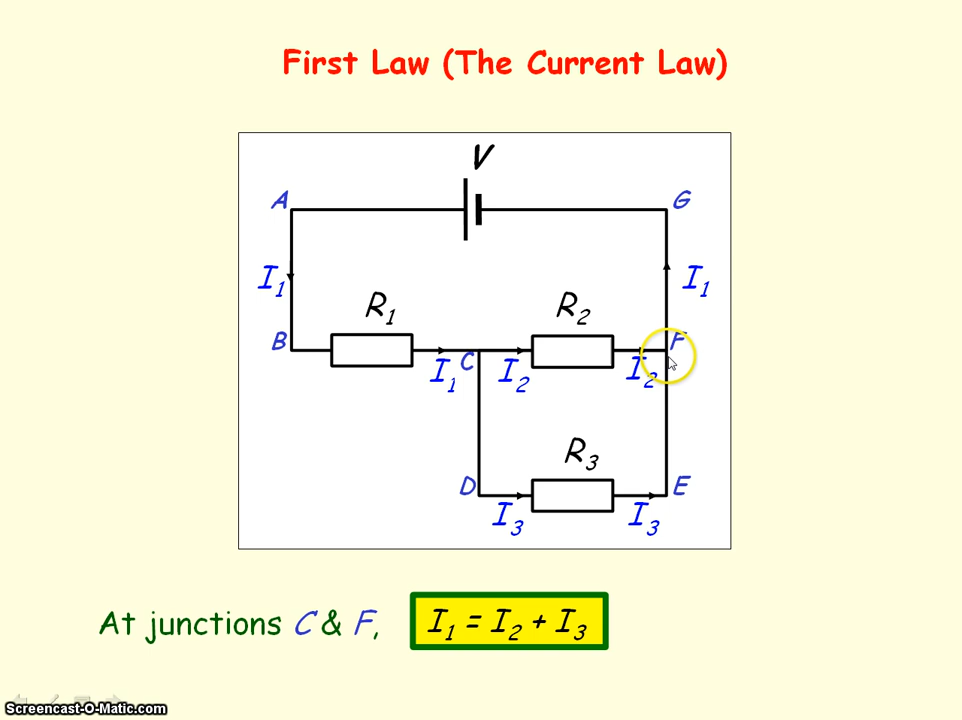 First Law (The Current Law)
V
A
G
I₁
I₁
R₁
R₂
B
F
I₁
C
I₂
I₂
R₃
D
E
I₃
I₃
At junctions C & F,
I₁ = I₂ + I₃
Screencast-O-Matic.com